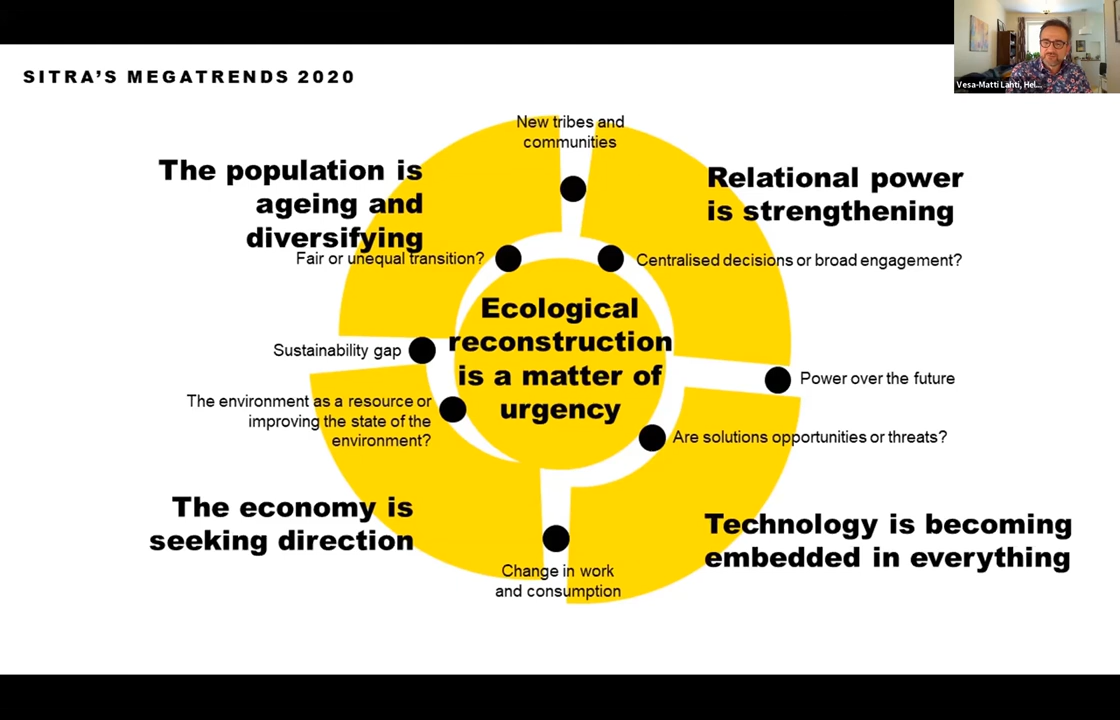 SITRA'S MEGATRENDS 2020
Vesa-Matti Lahti, Hel...
New tribes and
communities
The population is
ageing and
diversifying
Relational power
is strengthening
Fair or unequal transition?
Centralised decisions or broad engagement?
Ecological
reconstruction
is a matter of
urgency
Sustainability gap
Power over the future
The environment as a resource or
improving the state of the
environment?
Are solutions opportunities or threats?
The economy is
seeking direction
Technology is becoming
embedded in everything
Change in work
and consumption